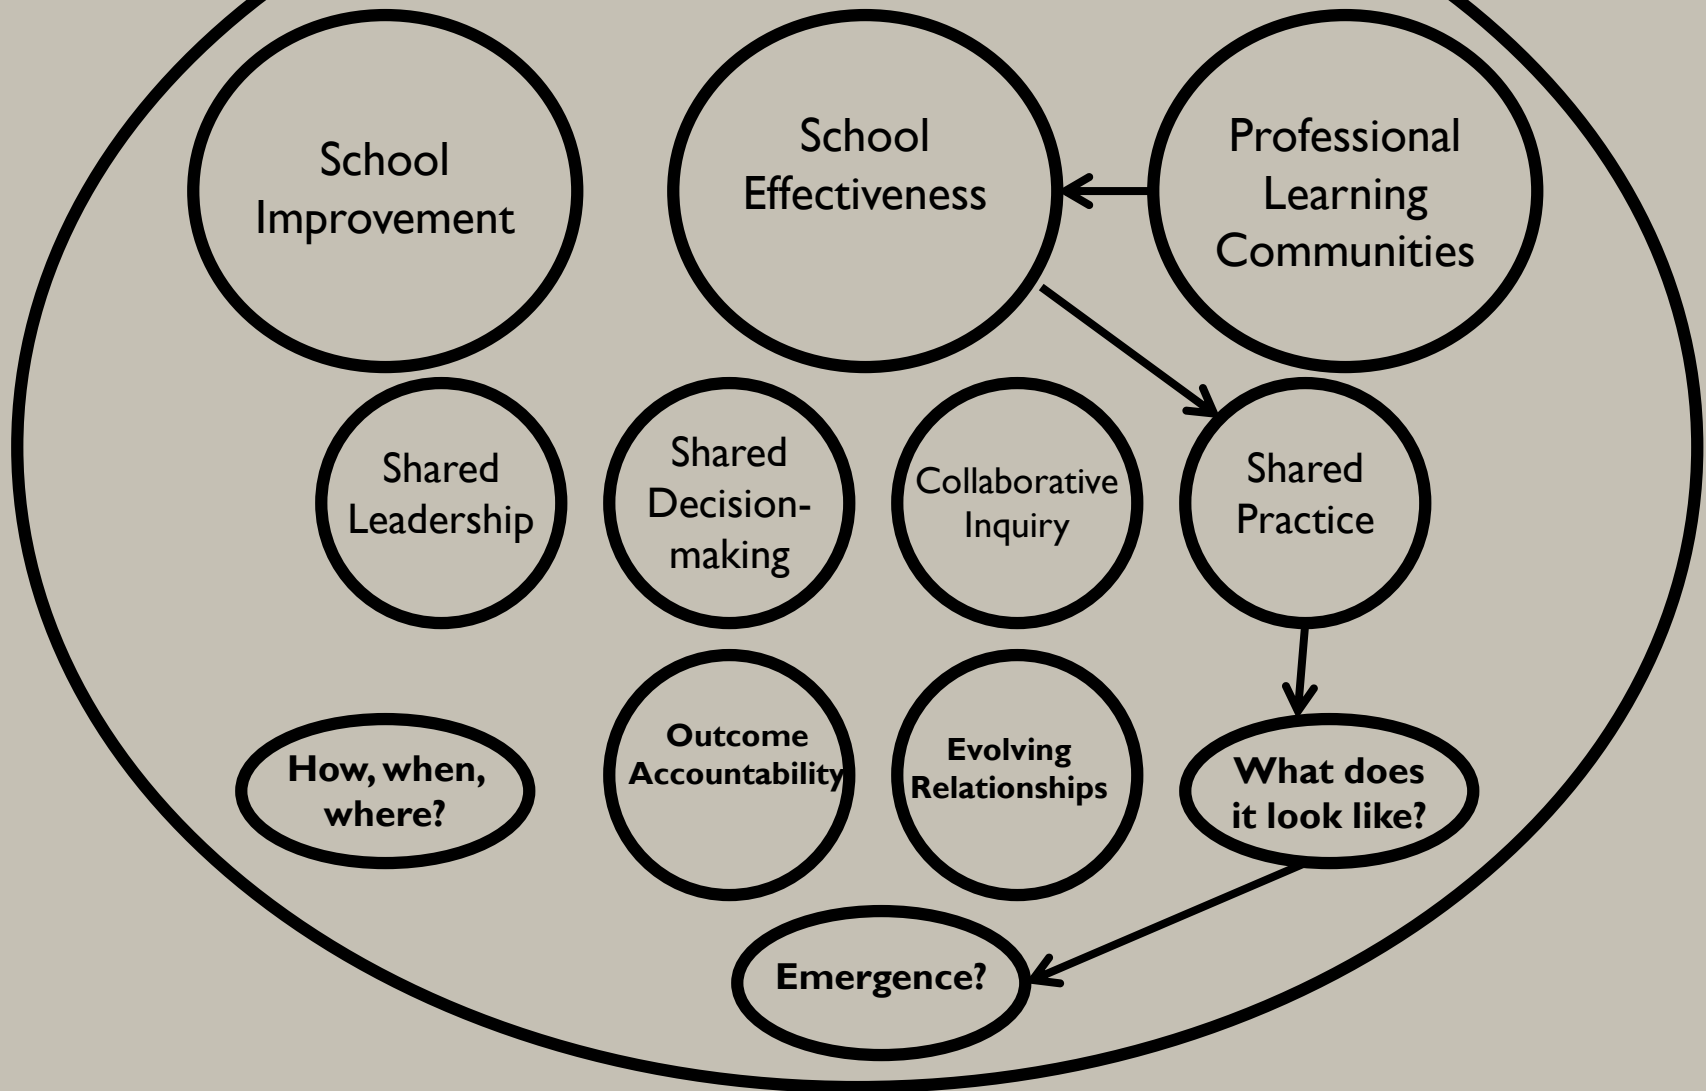 School
Improvement
School
Effectiveness
Professional
Learning
Communities
Shared
Leadership
Shared
Decision-
making
Collaborative
Inquiry
Shared
Practice
How, when,
where?
Outcome
Accountability
Evolving
Relationships
What does
it look like?
Emergence?